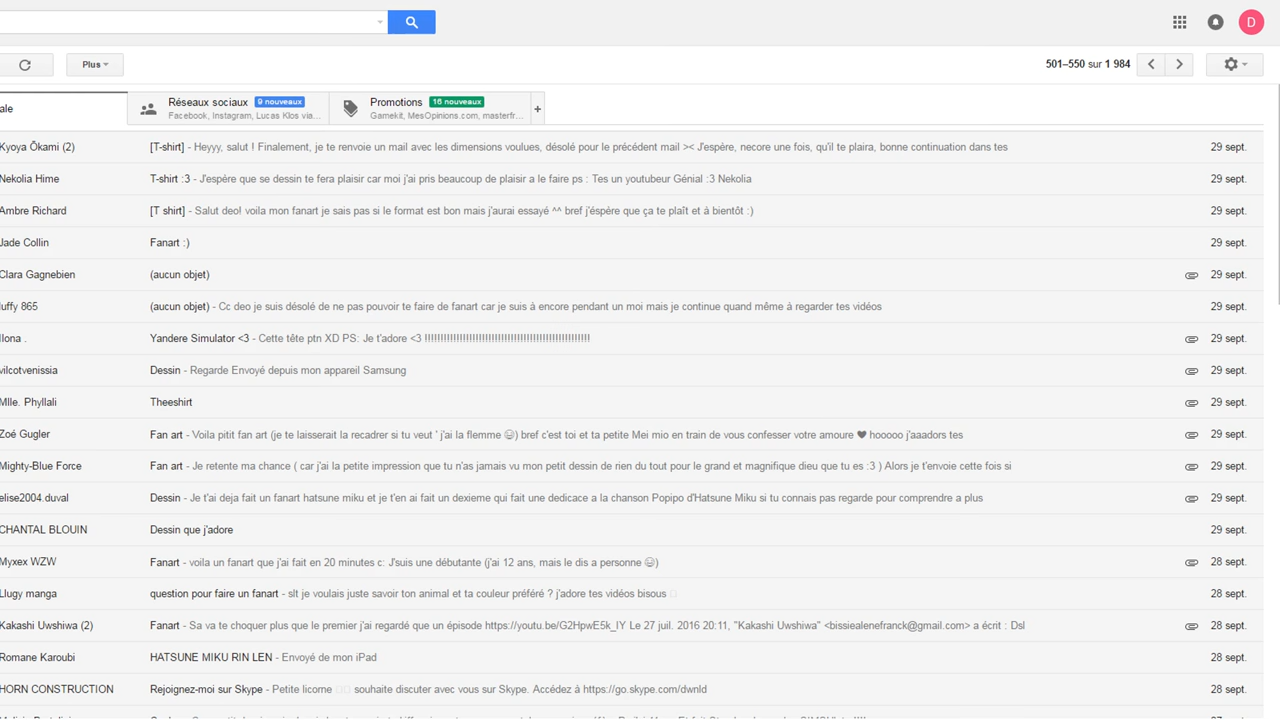 D
Plus
501–550 sur 1 984
ale
Réseaux sociaux 9 nouveaux
Facebook, Instagram, Lucas Klos via...
Promotions 16 nouveaux
Gamekit, MesOpinions.com, masterfr...
+
Kyoya Ōkami (2) [T-shirt] - Heyyy, salut ! Finalement, je te renvoie un mail avec les dimensions voulues, désolé pour le précédent mail >< J'espère, necore une fois, qu'il te plaira, bonne continuation dans tes 29 sept.
Nekolia Hime T-shirt :3 - J'espère que se dessin te fera plaisir car moi j'ai pris beaucoup de plaisir a le faire ps : Tes un youtubeur Génial :3 Nekolia 29 sept.
Ambre Richard [T shirt] - Salut deo! voila mon fanart je sais pas si le format est bon mais j'aurai essayé ^^ bref j'éspère que ça te plaît et à bientôt :) 29 sept.
Jade Collin Fanart :) 29 sept.
Clara Gagnebien (aucun objet) 29 sept.
luffy 865 (aucun objet) - Cc deo je suis désolé de ne pas pouvoir te faire de fanart car je suis à encore pendant un moi mais je continue quand même à regarder tes vidéos 29 sept.
Ilona . Yandere Simulator <3 - Cette tête ptn XD PS: Je t'adore <3 !!!!!!!!!!!!!!!!!!!!!!!!!!!!!!!!!!!!!!!!!!!!!!!!!!!! 29 sept.
vilcotvenissia Dessin - Regarde Envoyé depuis mon appareil Samsung 29 sept.
Mlle. Phyllali Theeshirt 29 sept.
Zoé Gugler Fan art - Voila pitit fan art (je te laisserait la recadrer si tu veut ' j'ai la flemme 😅) bref c'est toi et ta petite Mei mio en train de vous confesser votre amoure ❤ hooooo j'aaadors tes 29 sept.
Mighty-Blue Force Fan art - Je retente ma chance ( car j'ai la petite impression que tu n'as jamais vu mon petit dessin de rien du tout pour le grand et magnifique dieu que tu es :3 ) Alors je t'envoie cette fois si 29 sept.
elise2004.duval Dessin - Je t'ai deja fait un fanart hatsune miku et je t'en ai fait un dexieme qui fait une dedicace a la chanson Popipo d'Hatsune Miku si tu connais pas regarde pour comprendre a plus 29 sept.
CHANTAL BLOUIN Dessin que j'adore 29 sept.
Myxex WZW Fanart - voila un fanart que j'ai fait en 20 minutes c: J'suis une débutante (j'ai 12 ans, mais le dis a personne 😅) 28 sept.
Llugy manga question pour faire un fanart - slt je voulais juste savoir ton animal et ta couleur préféré ? j'adore tes vidéos bisous 28 sept.
Kakashi Uwshiwa (2) Fanart - Sa va te choquer plus que le premier j'ai regardé que un épisode https://youtu.be/G2HpwE5k_IY Le 27 juil. 2016 20:11, "Kakashi Uwshiwa" <bissiealenefranck@gmail.com> a écrit : Dsl 28 sept.
Romane Karoubi HATSUNE MIKU RIN LEN - Envoyé de mon iPad 28 sept.
HORN CONSTRUCTION Rejoignez-moi sur Skype - Petite licorne souhaite discuter avec vous sur Skype. Accédez à https://go.skype.com/dwnld 28 sept.